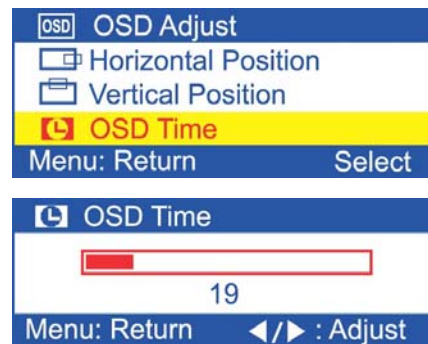 OSD OSD Adjust
Horizontal Position
Vertical Position
OSD Time
Menu: Return Select
OSD Time
19
Menu: Return ◀/▶ : Adjust